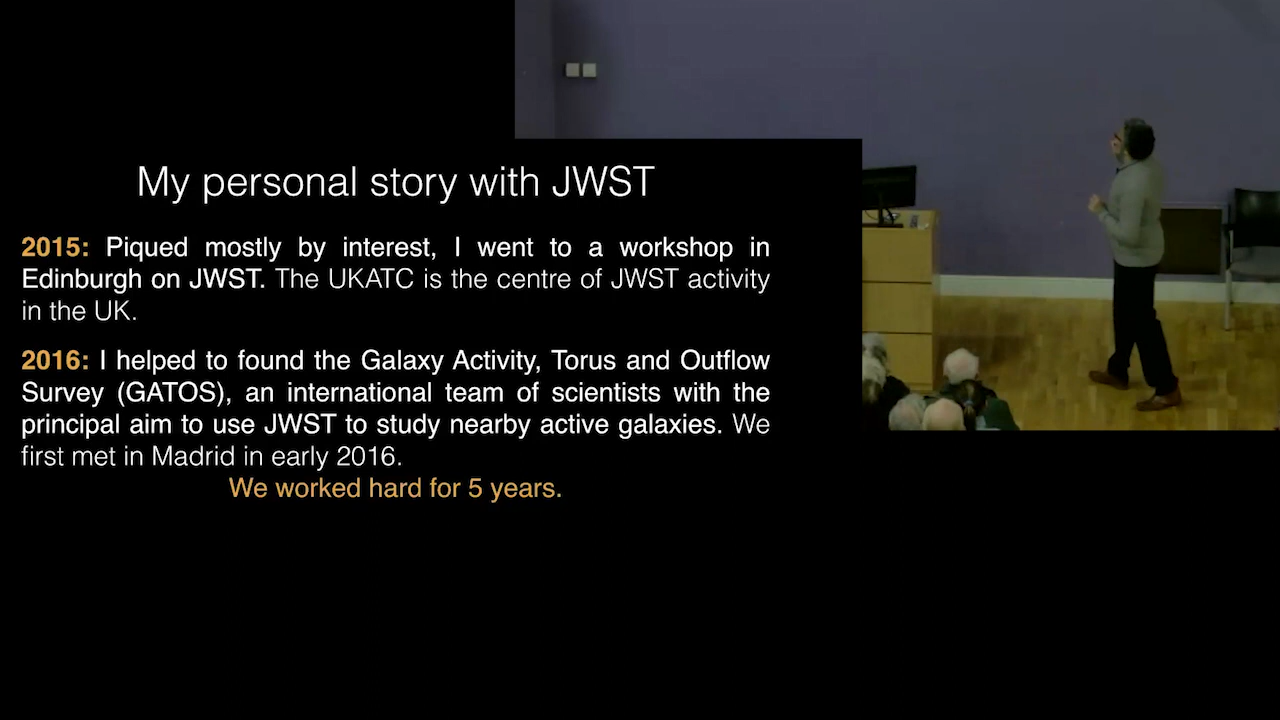 My personal story with JWST
2015: Piqued mostly by interest, I went to a workshop in
Edinburgh on JWST. The UKATC is the centre of JWST activity
in the UK.
2016: I helped to found the Galaxy Activity, Torus and Outflow
Survey (GATOS), an international team of scientists with the
principal aim to use JWST to study nearby active galaxies. We
first met in Madrid in early 2016.
We worked hard for 5 years.